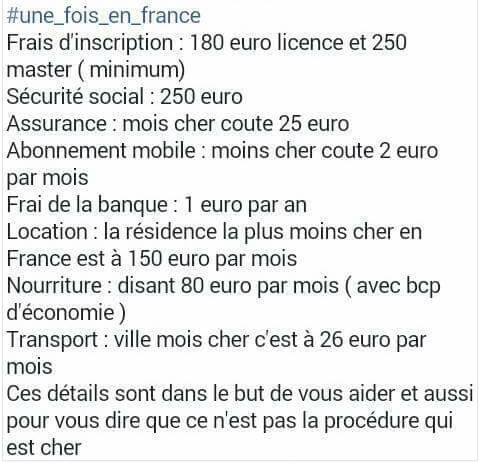 #une_fois_en_france
Frais d'inscription : 180 euro licence et 250
master ( minimum)
Sécurité social : 250 euro
Assurance : mois cher coute 25 euro
Abonnement mobile : moins cher coute 2 euro
par mois
Frai de la banque : 1 euro par an
Location : la résidence la plus moins cher en
France est à 150 euro par mois
Nourriture : disant 80 euro par mois ( avec bcp
d'économie )
Transport : ville mois cher c'est à 26 euro par
mois
Ces détails sont dans le but de vous aider et aussi
pour vous dire que ce n'est pas la procédure qui
est cher